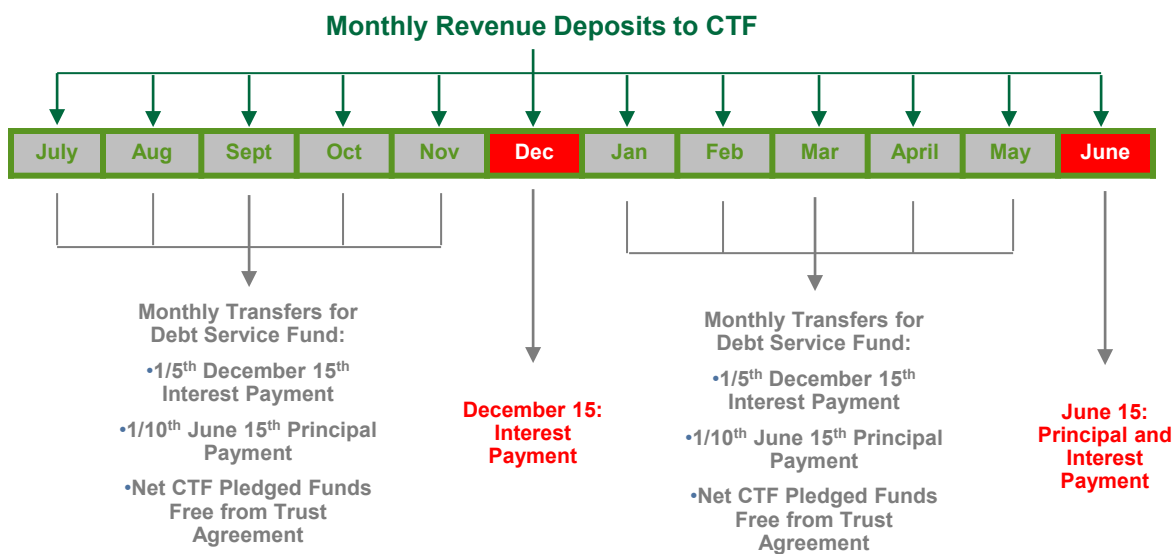 Monthly Revenue Deposits to CTF
July Aug Sept Oct Nov Dec Jan Feb Mar April May June
Monthly Transfers for
Debt Service Fund:
•1/5th December 15th
Interest Payment
•1/10th June 15th Principal
Payment
•Net CTF Pledged Funds
Free from Trust
Agreement
December 15:
Interest
Payment
Monthly Transfers for
Debt Service Fund:
•1/5th December 15th
Interest Payment
•1/10th June 15th Principal
Payment
•Net CTF Pledged Funds
Free from Trust
Agreement
June 15:
Principal and
Interest
Payment